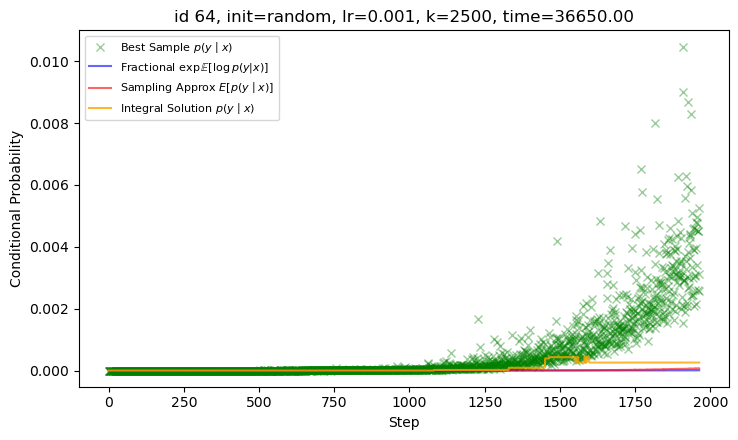 id 64, init=random, lr=0.001, k=2500, time=36650.00
Best Sample p(y | x)
Fractional exp𝔼[log p(y|x)]
Sampling Approx E[p(y | x)]
Integral Solution p(y | x)
Conditional Probability
0.010
0.008
0.006
0.004
0.002
0.000
0 250 500 750 1000 1250 1500 1750 2000
Step